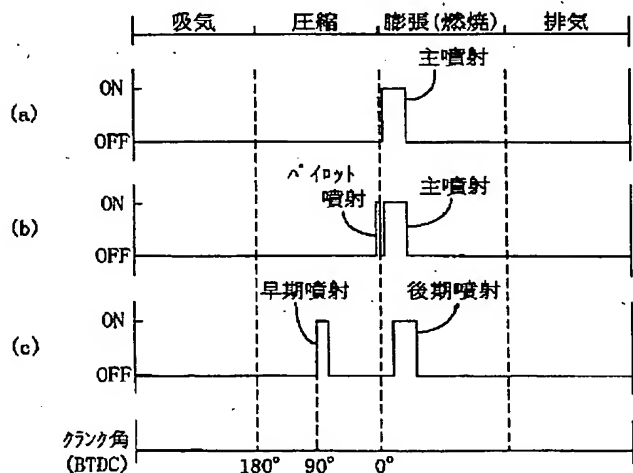 吸気 圧縮 膨張(燃焼) 排気
主噴射
(a) ON
OFF
パイロット
噴射 主噴射
(b) ON
OFF
早期噴射 後期噴射
(c) ON
OFF
クランク角
(BTDC) 180° 90° 0°